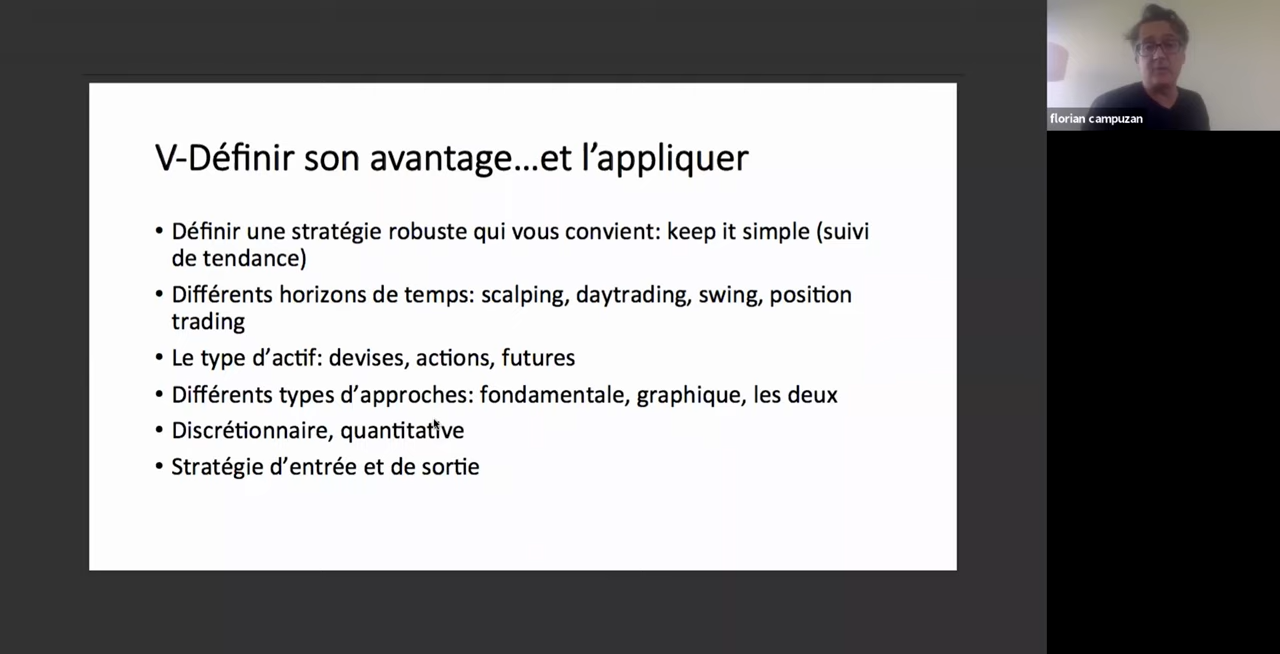 V-Définir son avantage...et l'appliquer
• Définir une stratégie robuste qui vous convient: keep it simple (suivi
de tendance)
• Différents horizons de temps: scalping, daytrading, swing, position
trading
• Le type d'actif: devises, actions, futures
• Différents types d'approches: fondamentale, graphique, les deux
• Discrétionnaire, quantitative
• Stratégie d'entrée et de sortie
florian campuzan